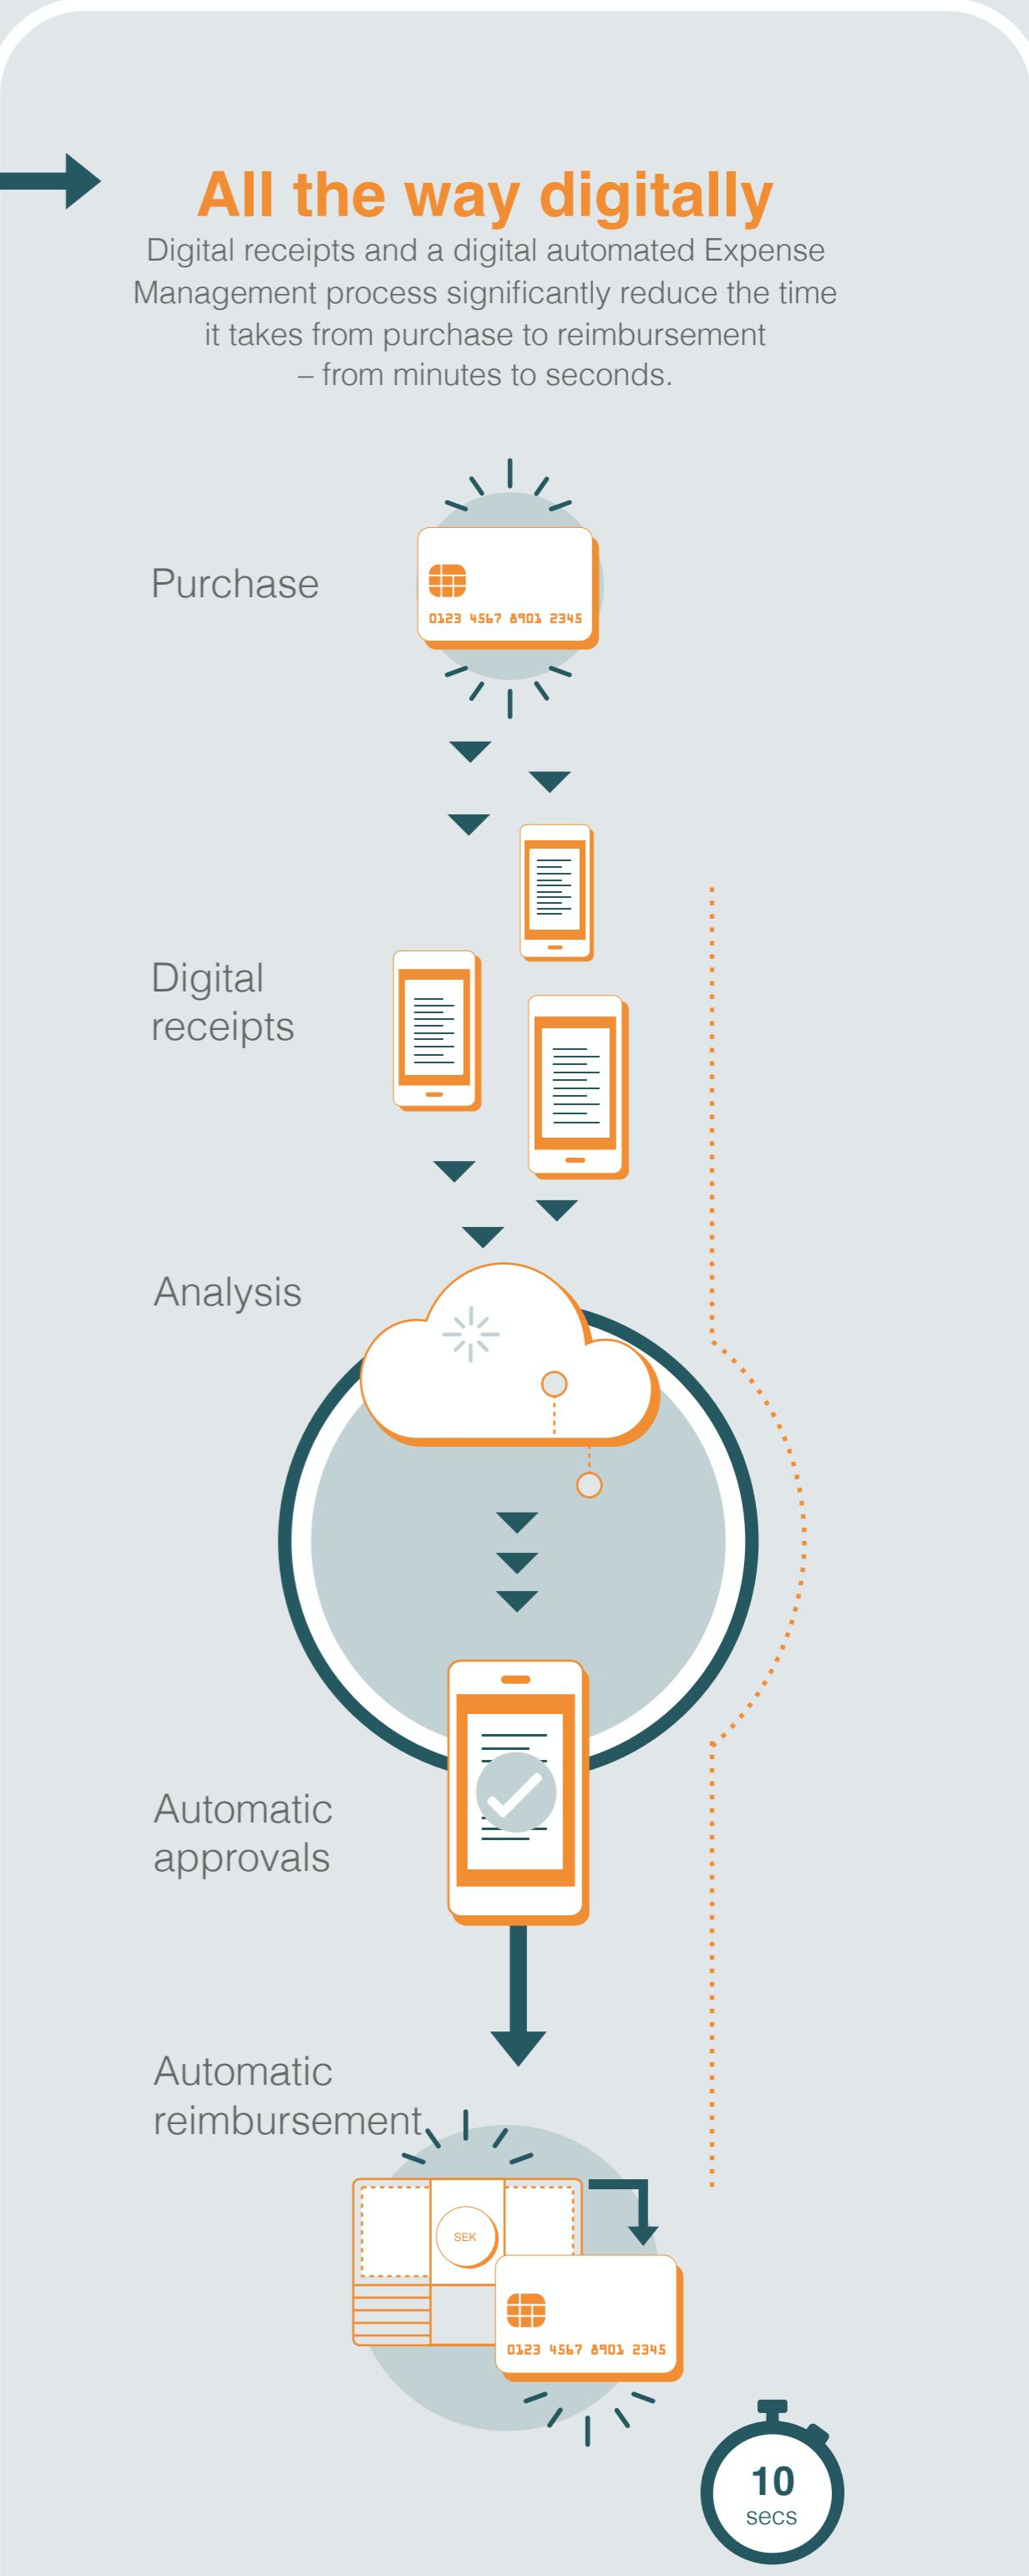 All the way digitally
Digital receipts and a digital automated Expense
Management process significantly reduce the time
it takes from purchase to reimbursement
– from minutes to seconds.
Purchase
0123 4567 8901 2345
Digital
receipts
Analysis
Automatic
approvals
Automatic
reimbursement
SEK
0123 4567 8901 2345
10
secs